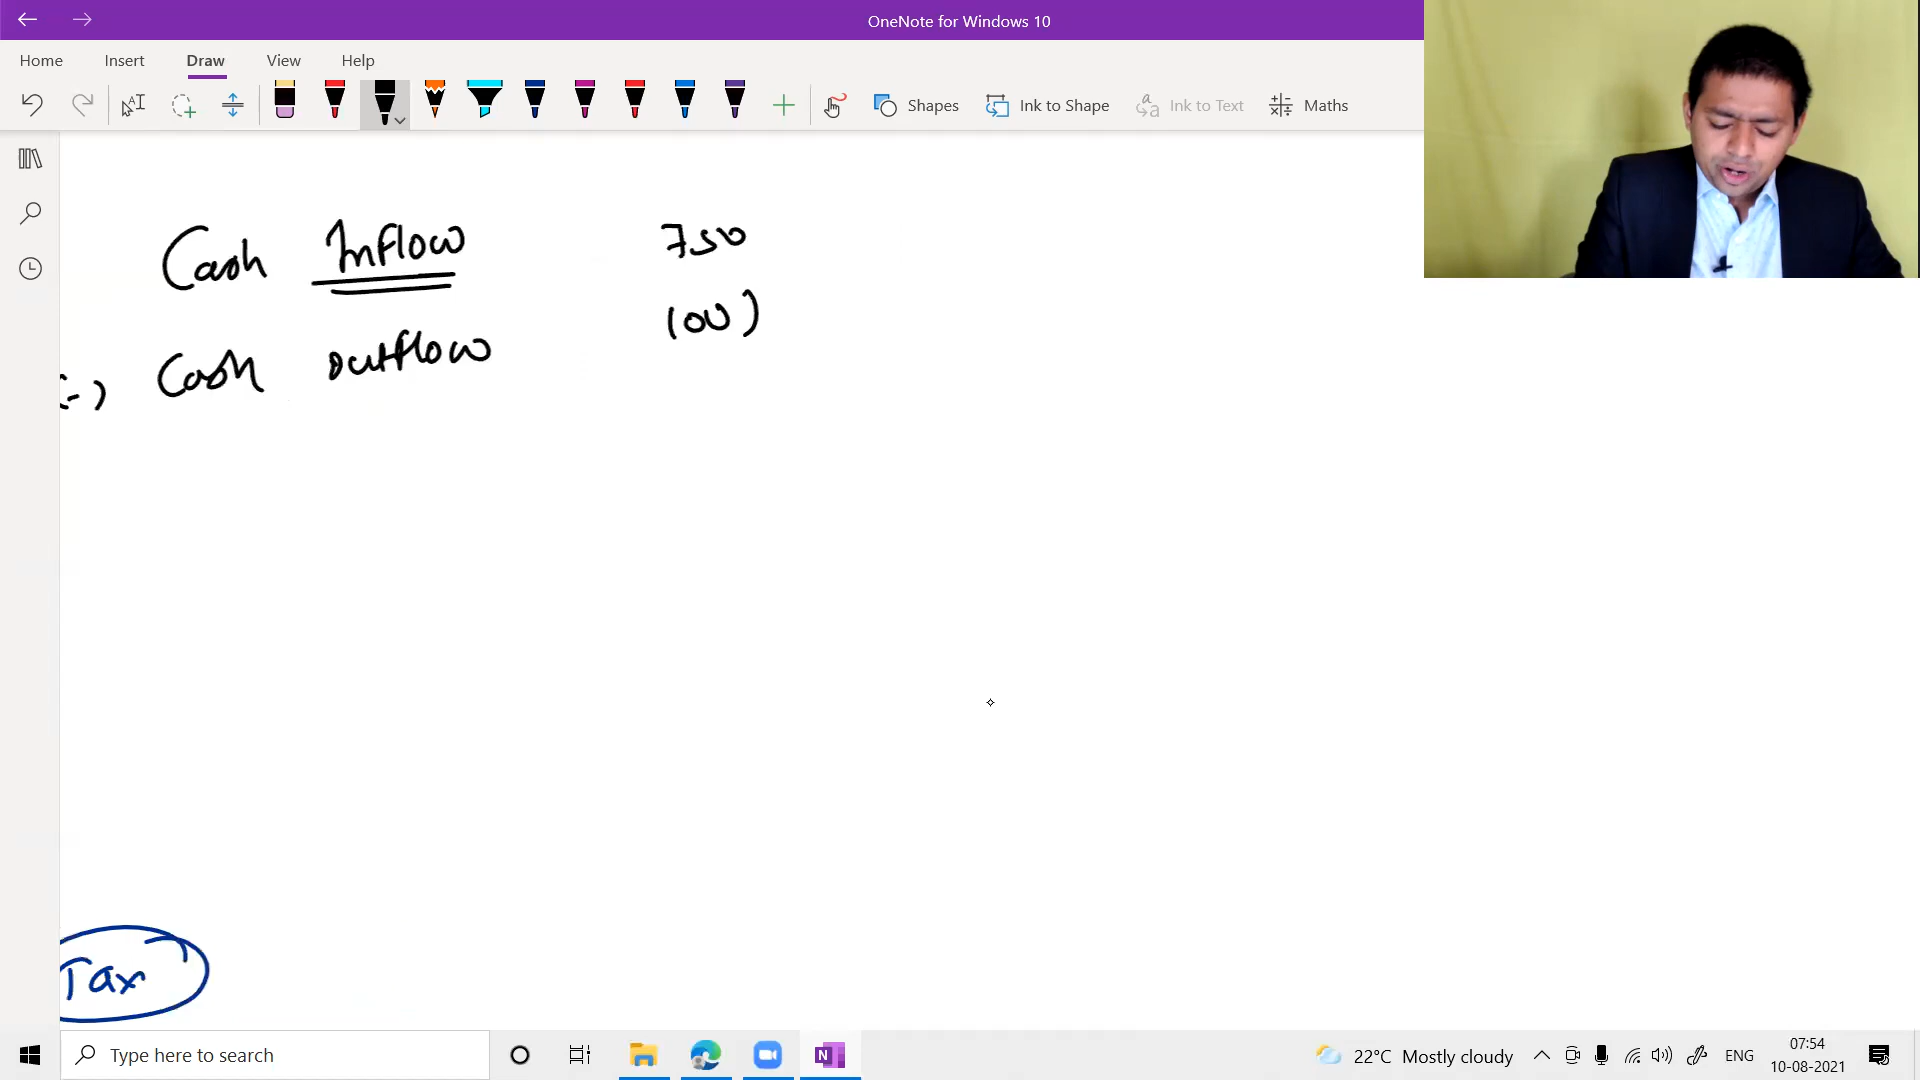 OneNote for Windows 10
Home Insert Draw View Help
Shapes Ink to Shape Ink to Text Maths
Cash Inflow 750
(-) Cash outflow (00)
Tax
Type here to search
22°C Mostly cloudy ENG 07:54
10-08-2021